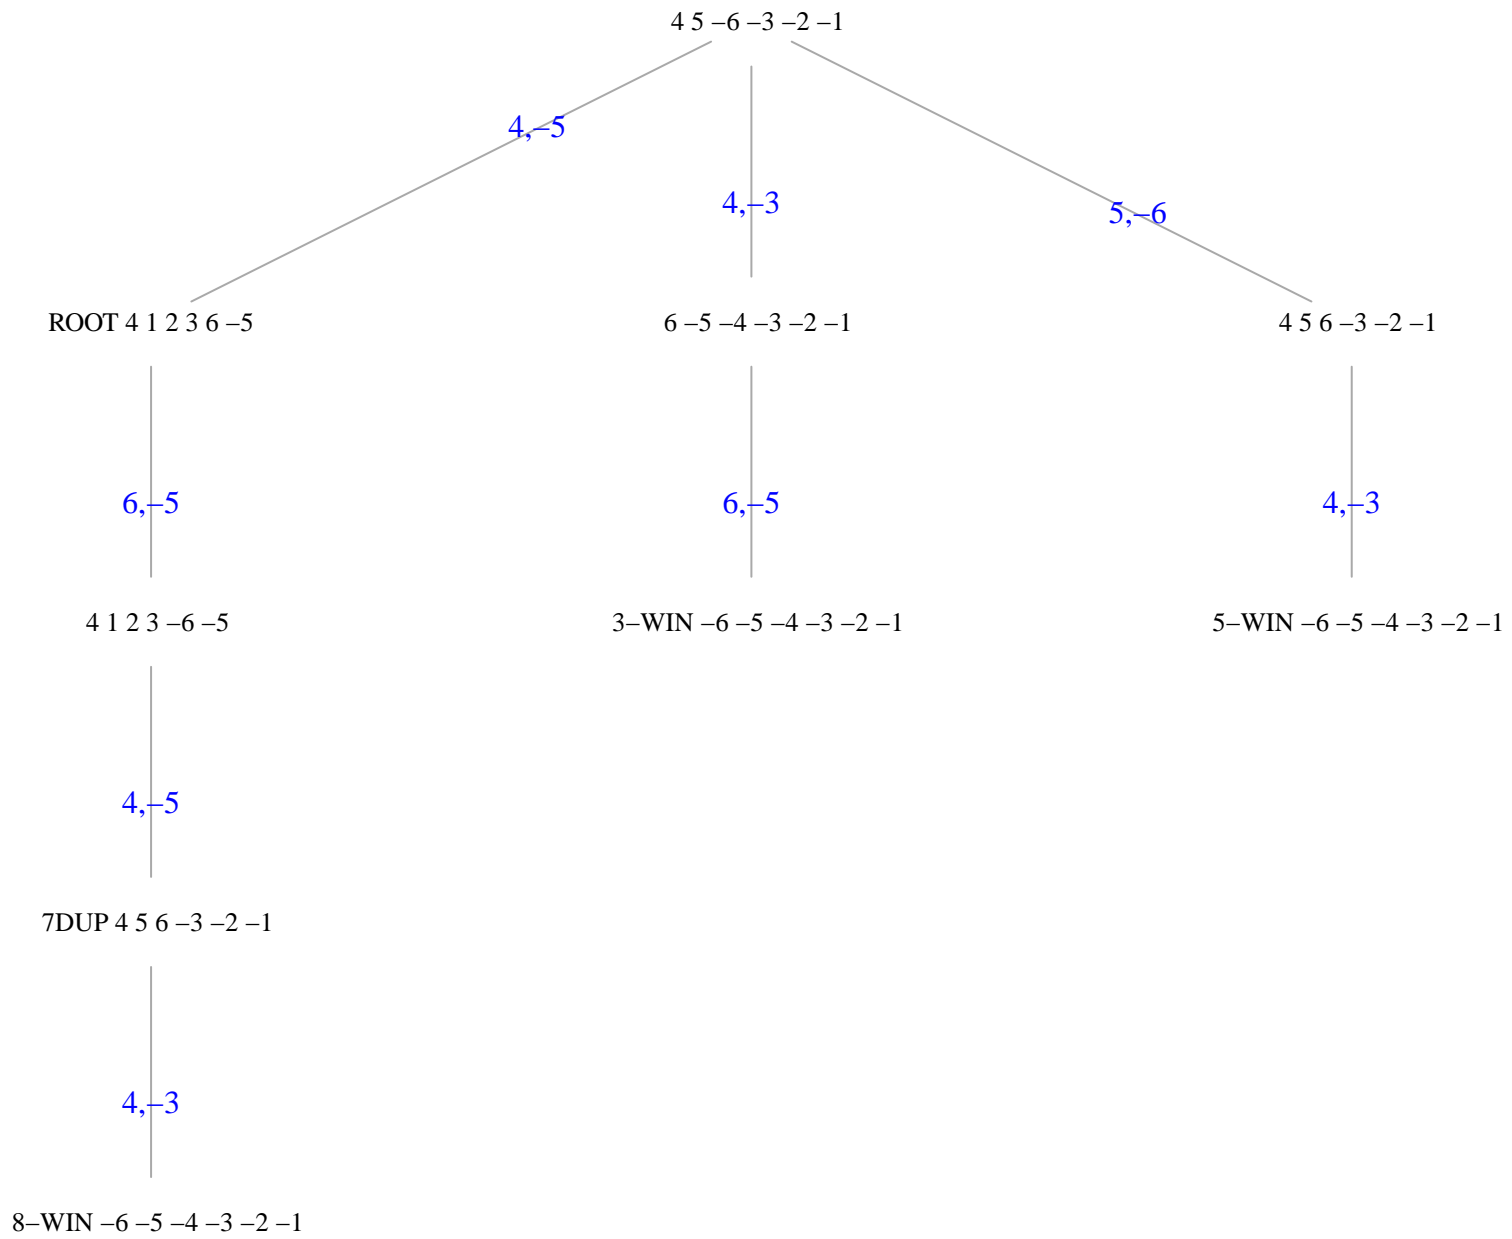 4 5 –6 –3 –2 –1
4,–5
4,–3
5,–6
ROOT 4 1 2 3 6 –5
6 –5 –4 –3 –2 –1
4 5 6 –3 –2 –1
6,–5
6,–5
4,–3
4 1 2 3 –6 –5
3–WIN –6 –5 –4 –3 –2 –1
5–WIN –6 –5 –4 –3 –2 –1
4,–5
7DUP 4 5 6 –3 –2 –1
4,–3
8–WIN –6 –5 –4 –3 –2 –1